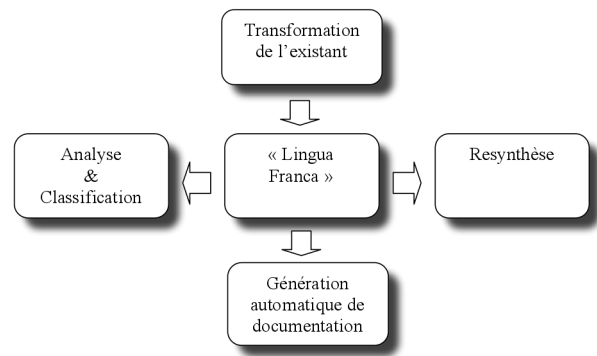 Transformation
de l’existant
Analyse
&
Classification
« Lingua
Franca »
Resynthèse
Génération
automatique de
documentation